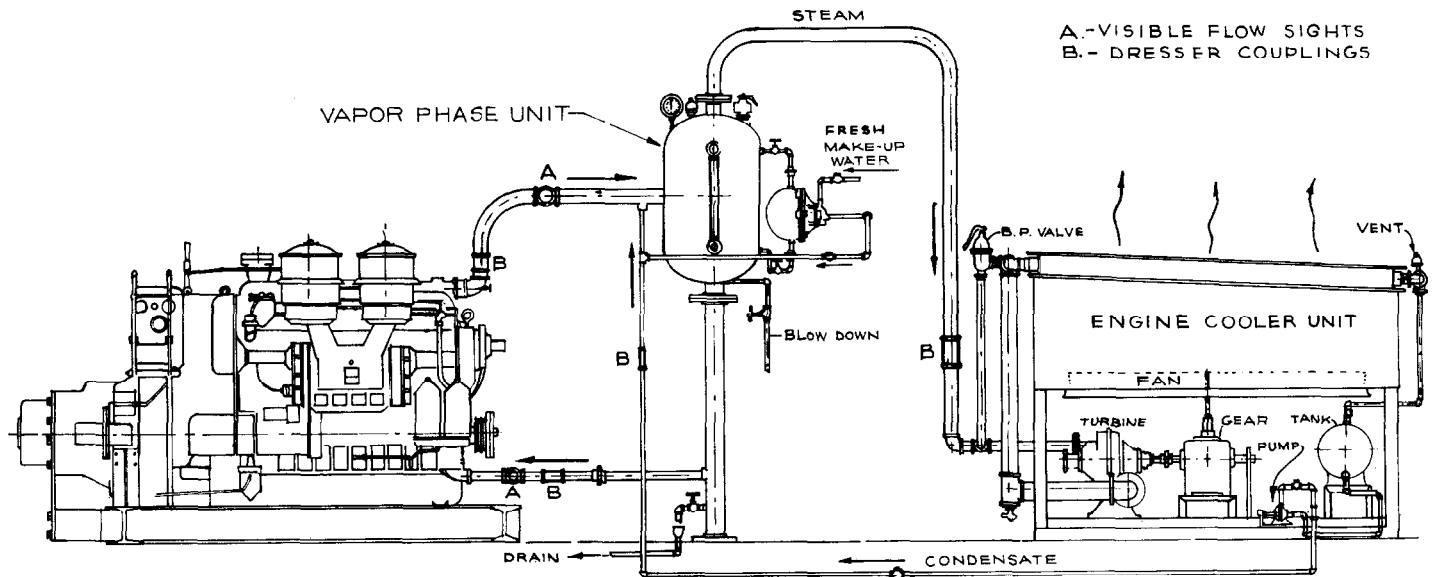 STEAM
A.-VISIBLE FLOW SIGHTS
B.- DRESSER COUPLINGS
VAPOR PHASE UNIT
FRESH
MAKE-UP
WATER
A
B.P. VALVE
VENT
B
ENGINE COOLER UNIT
BLOW DOWN
B
B
FAN
TURBINE
GEAR
TANK
PUMP
A
B
DRAIN
CONDENSATE